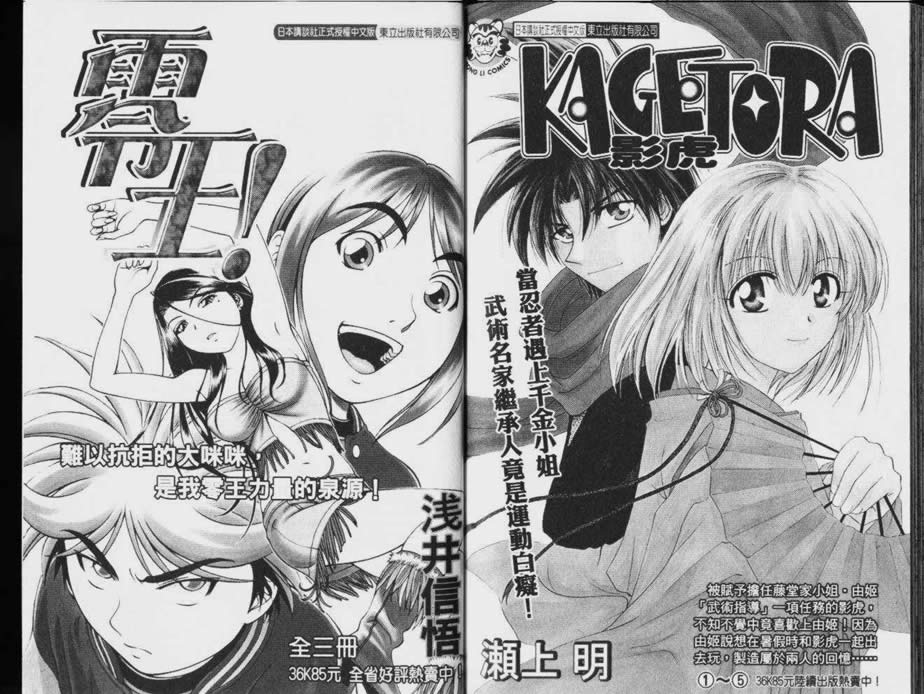 日本講談社正式授權中文版 東立出版社有限公司
零王!
難以抗拒的大咪咪，
是我零王力量的泉源！
浅井信悟
全三冊
36K85元 全省好評熱賣中！
日本講談社正式授權中文版 東立出版社有限公司
TONG LI COMICS
KAGETORA
影虎
當忍者遇上千金小姐
武術名家繼承人竟是運動白癡！
被賦予擔任藤堂家小姐·由姬
「武術指導」一項任務的影虎，
不知不覺中竟喜歡上由姬！因為
由姬說想在暑假時和影虎一起出
去玩，製造屬於兩人的回憶……
①～⑤ 36K85元陸續出版熱賣中！
瀬上明